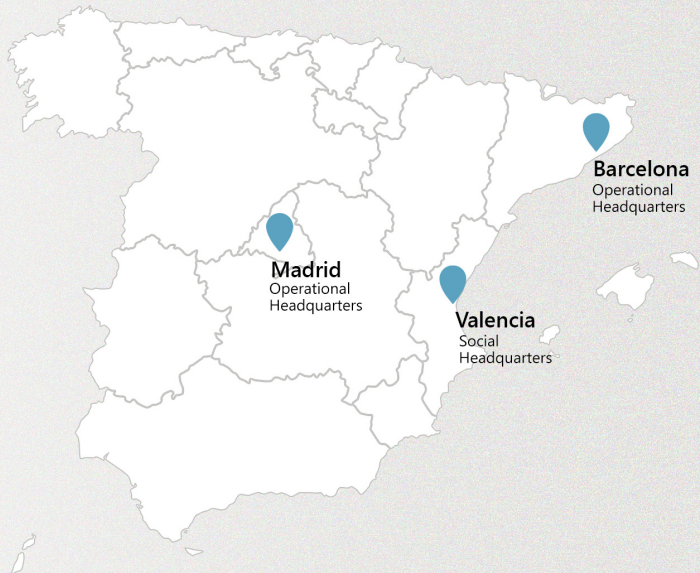 Barcelona
Operational
Headquarters
Madrid
Operational
Headquarters
Valencia
Social
Headquarters